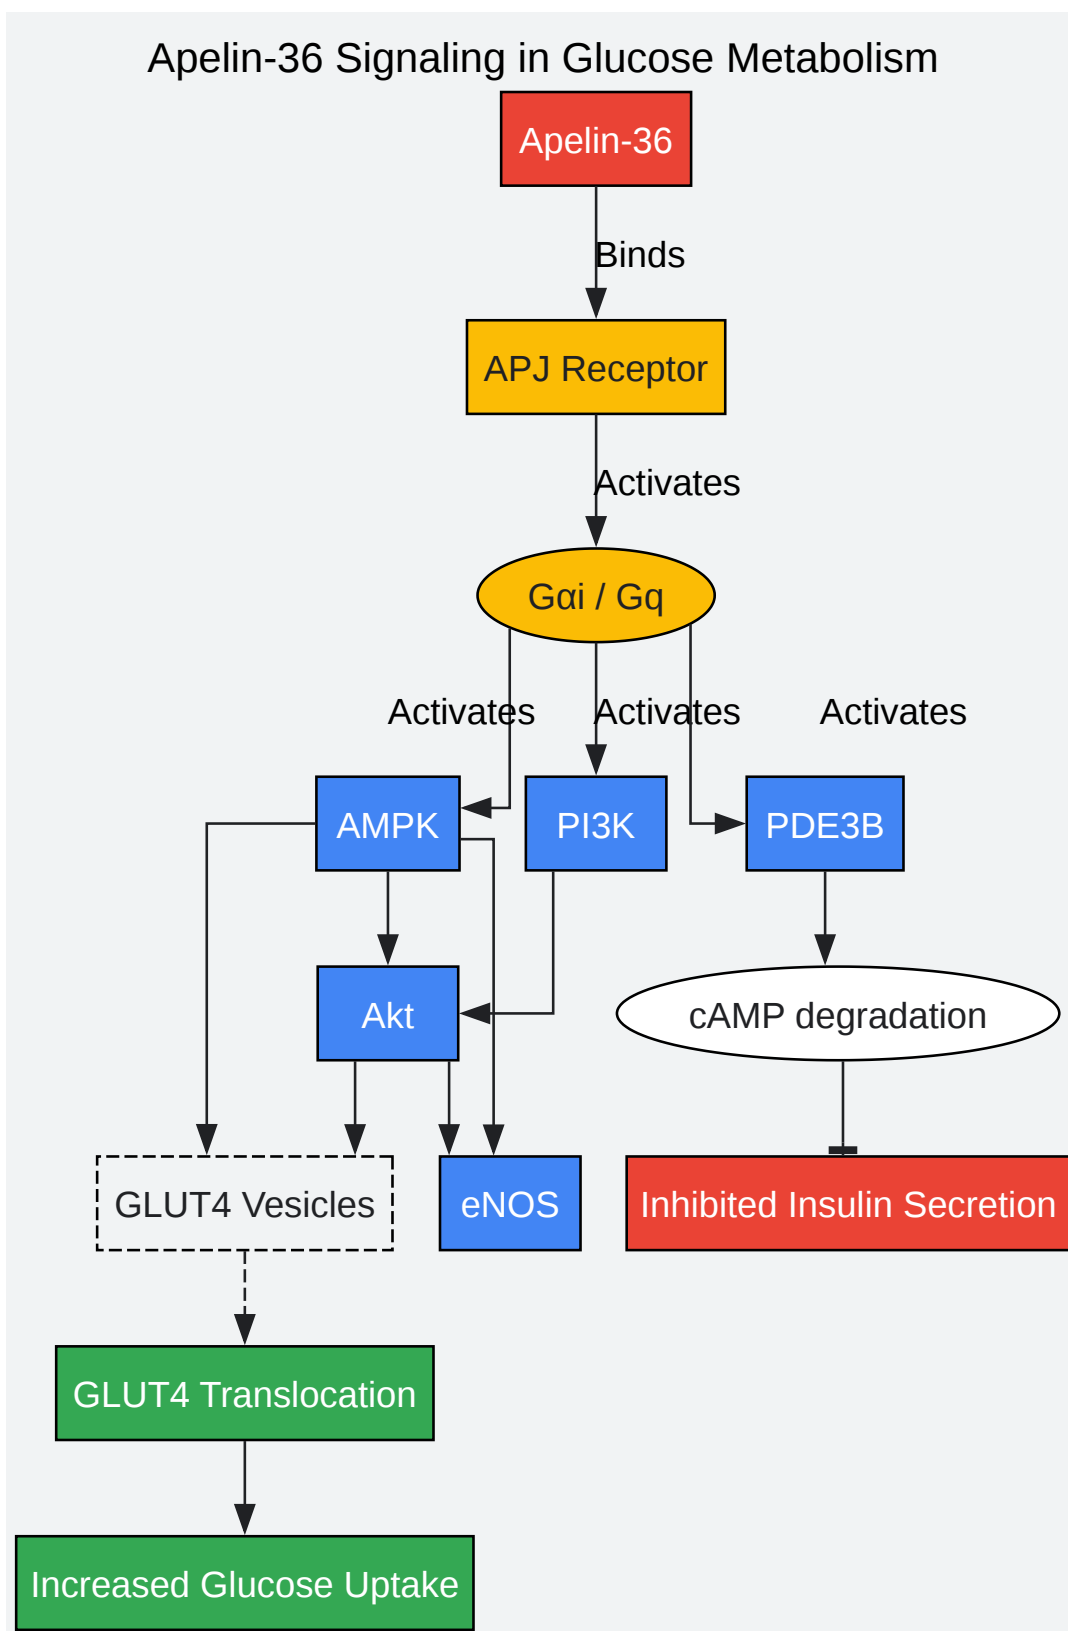 Apelin-36 Signaling in Glucose Metabolism
Apelin-36
Binds
APJ Receptor
Activates
Gαi / Gq
Activates
Activates
Activates
AMPK
PI3K
PDE3B
Akt
cAMP degradation
GLUT4 Vesicles
eNOS
Inhibited Insulin Secretion
GLUT4 Translocation
Increased Glucose Uptake